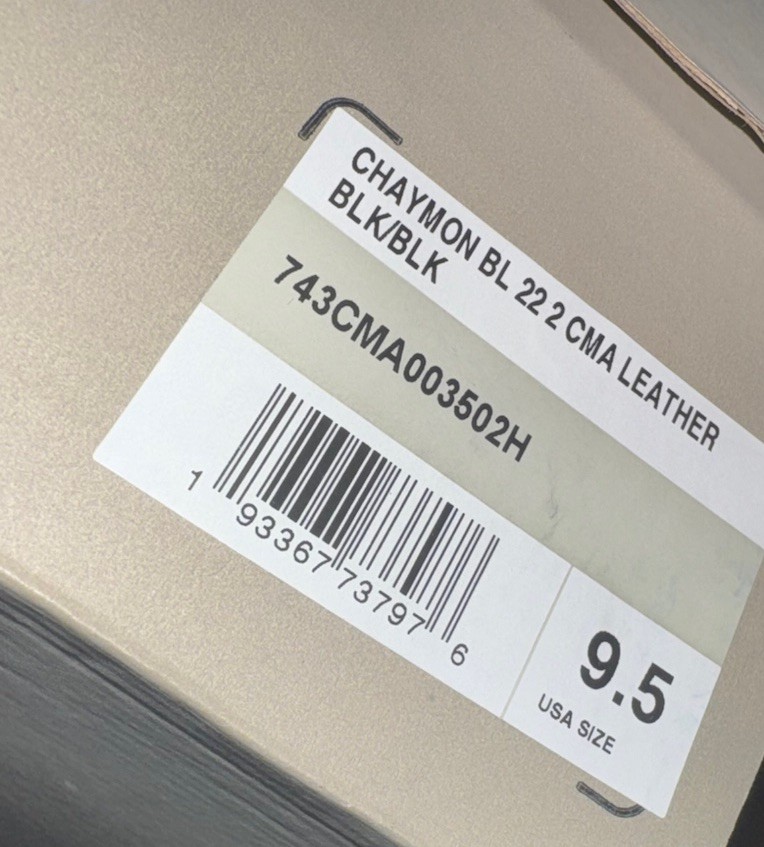 CHAYMON BL 22 2 CMA LEATHER
BLK/BLK
743CMA003502H
1 93367 73797 6
9.5
USA SIZE